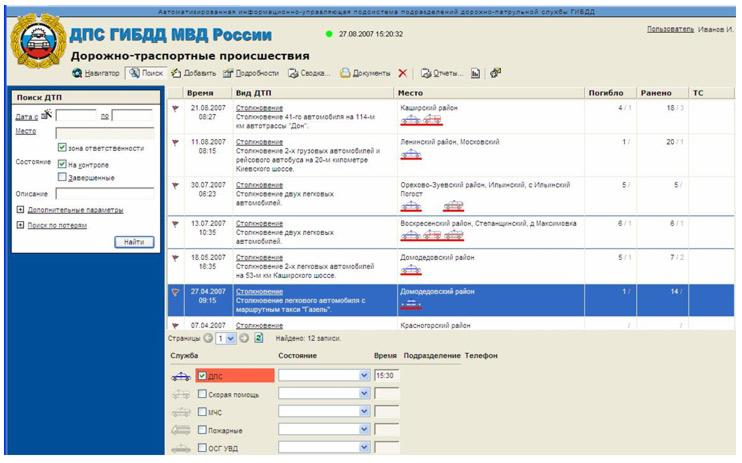 Автоматизированная информационно-управляющая подсистема подразделений дорожно-патрульной службы ГИБДД
ДПС ГИБДД МВД России
27.08.2007 15:20:32
Пользователь Иванов И.
Дорожно-траспортные происшествия
Навигатор Поиск Добавить Подробности Сводка... Документы Отчеты...
Поиск ДТП
Дата с по
Место
зона ответственности
Состояние На контроле
Завершенные
Описание
Дополнительные параметры
Поиск по потерям
Найти
Время Вид ДТП Место Погибло Ранено ТС
21.08.2007 Столкновение Каширский район 4 / 1 18 / 3
08:27 Столкновение 41-го автомобиля на 114-м
км автотрассы "Дон".
11.08.2007 Столкновение Ленинский район, Московский 1 / 20 / 1
08:15 Столкновение 2-х грузовых автомобилей и
рейсового автобуса на 20-м километре
Киевского шоссе.
30.07.2007 Столкновение Орехово-Зуевский район, Ильинский, с Ильинский 5 / 5 /
06:23 Столкновение двух легковых Погост
автомобилей.
13.07.2007 Столкновение Воскресенский район, Степанщинский, д Максимовка 6 / 1 6 / 1
10:35 Столкновение двух легковых
автомобилей.
18.05.2007 Столкновение Домодедовский район 5 / 1 7 / 2
16:35 Столкновение 2-х легковых автомобилей
на 53-м км Каширского шоссе.
27.04.2007 Столкновение Домодедовский район 1 / 14 /
09:15 Столкновение легкового автомобиля с
маршрутным такси "Газель".
07.04.2007 Столкновение Красногорский район / /
Страницы 1 Найдено: 12 записи.
Служба Состояние Время Подразделение Телефон
ДПС 15:30
Скорая помощь
МЧС
Пожарные
ОСГ УВД